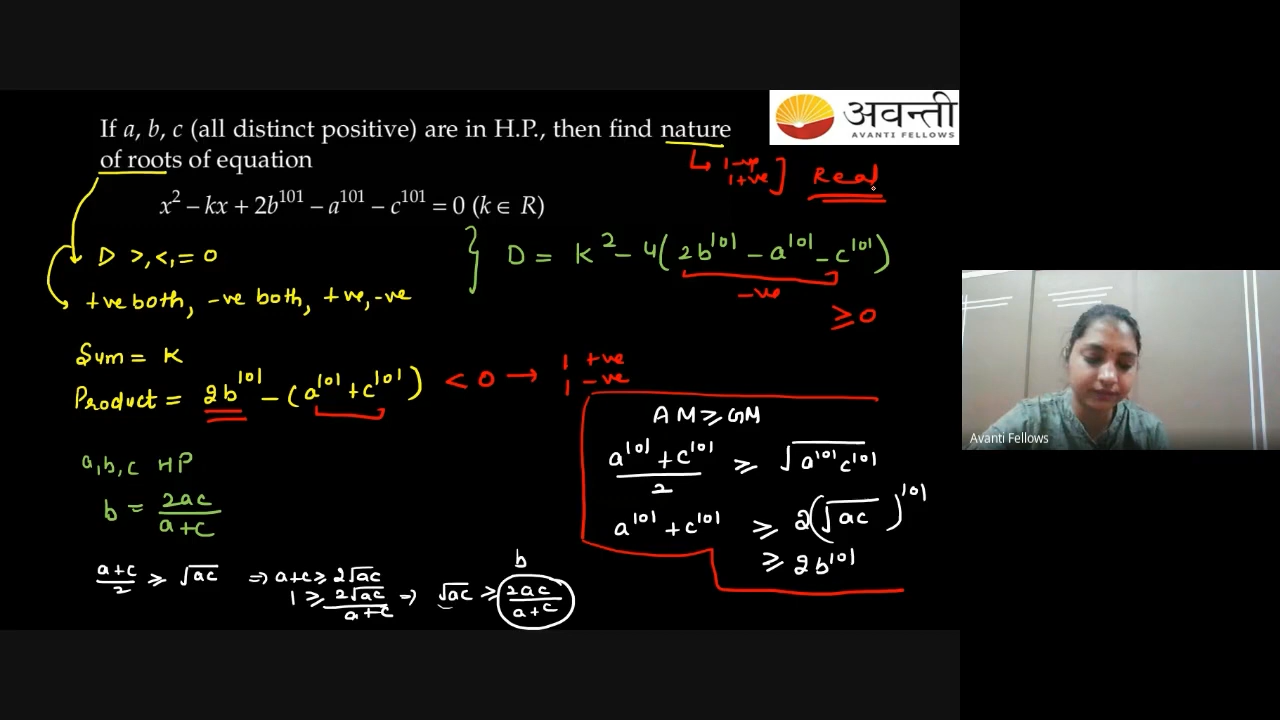 If a, b, c (all distinct positive) are in H.P., then find nature
of roots of equation
x² − kx + 2b¹⁰¹ − a¹⁰¹ − c¹⁰¹ = 0 (k ∈ R)
अवन्ती
AVANTI FELLOWS
↳ 1 -ve
1 +ve ] Real
D >, <, = 0
+ve both, -ve both, +ve, -ve
D = K² − 4(2b¹⁰¹ − a¹⁰¹ − c¹⁰¹)
-ve
≥ 0
Sum = K
Product = 2b¹⁰¹ − (a¹⁰¹ + c¹⁰¹) < 0 → 1 +ve
1 -ve
AM ≥ GM
(a¹⁰¹ + c¹⁰¹)/2 ≥ √(a¹⁰¹ c¹⁰¹)
a¹⁰¹ + c¹⁰¹ ≥ 2(√ac)¹⁰¹
≥ 2b¹⁰¹
a,b,c HP
b = 2ac/(a+c)
(a+c)/2 ≥ √ac ⇒ a+c ≥ 2√ac
1 ≥ 2√ac/(a+c) ⇒ √ac ≥ 2ac/(a+c)
b
Avanti Fellows